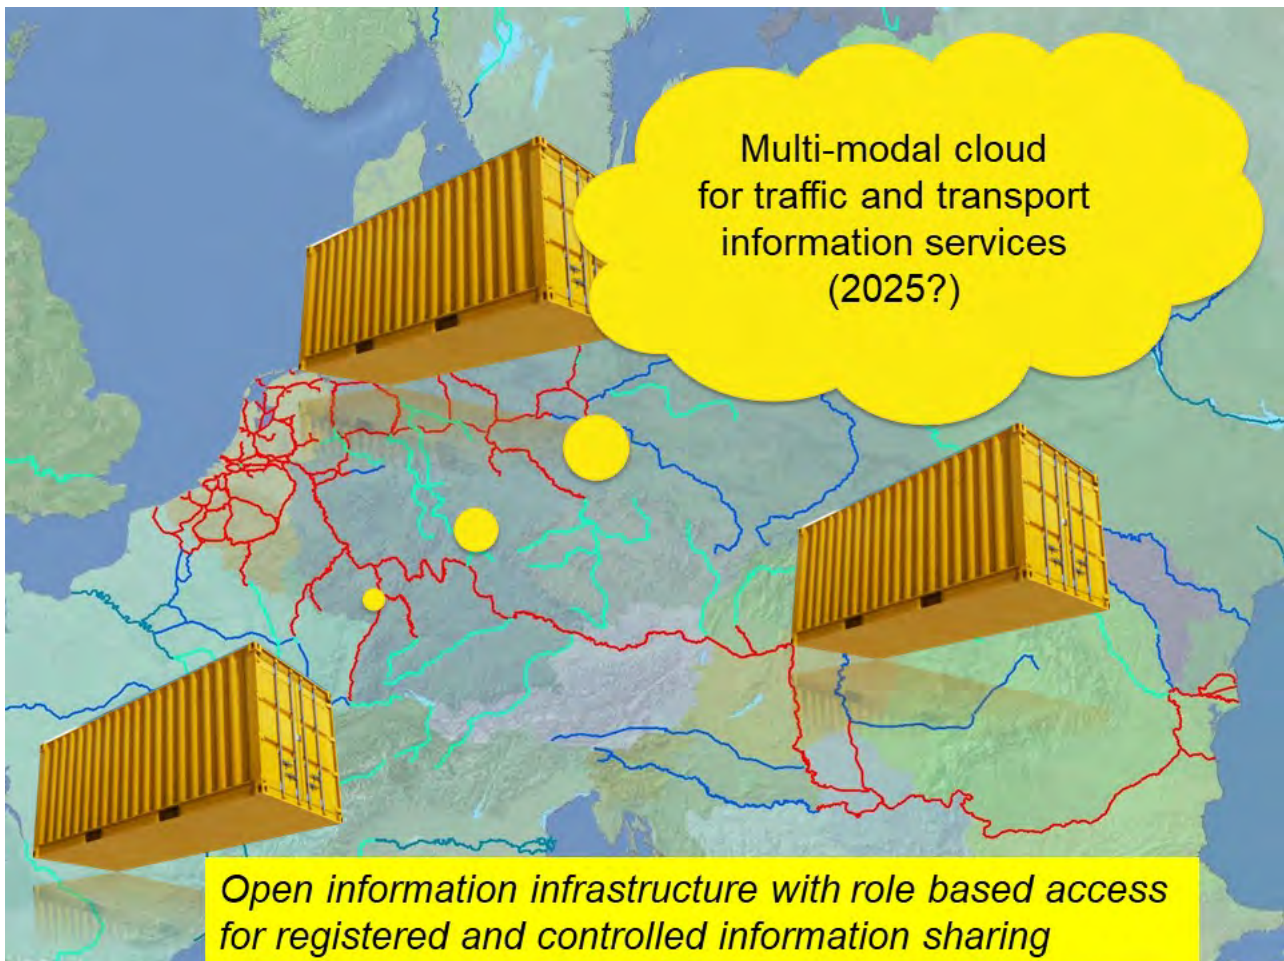 Multi-modal cloud
for traffic and transport
information services
(2025?)
Open information infrastructure with role based access
for registered and controlled information sharing